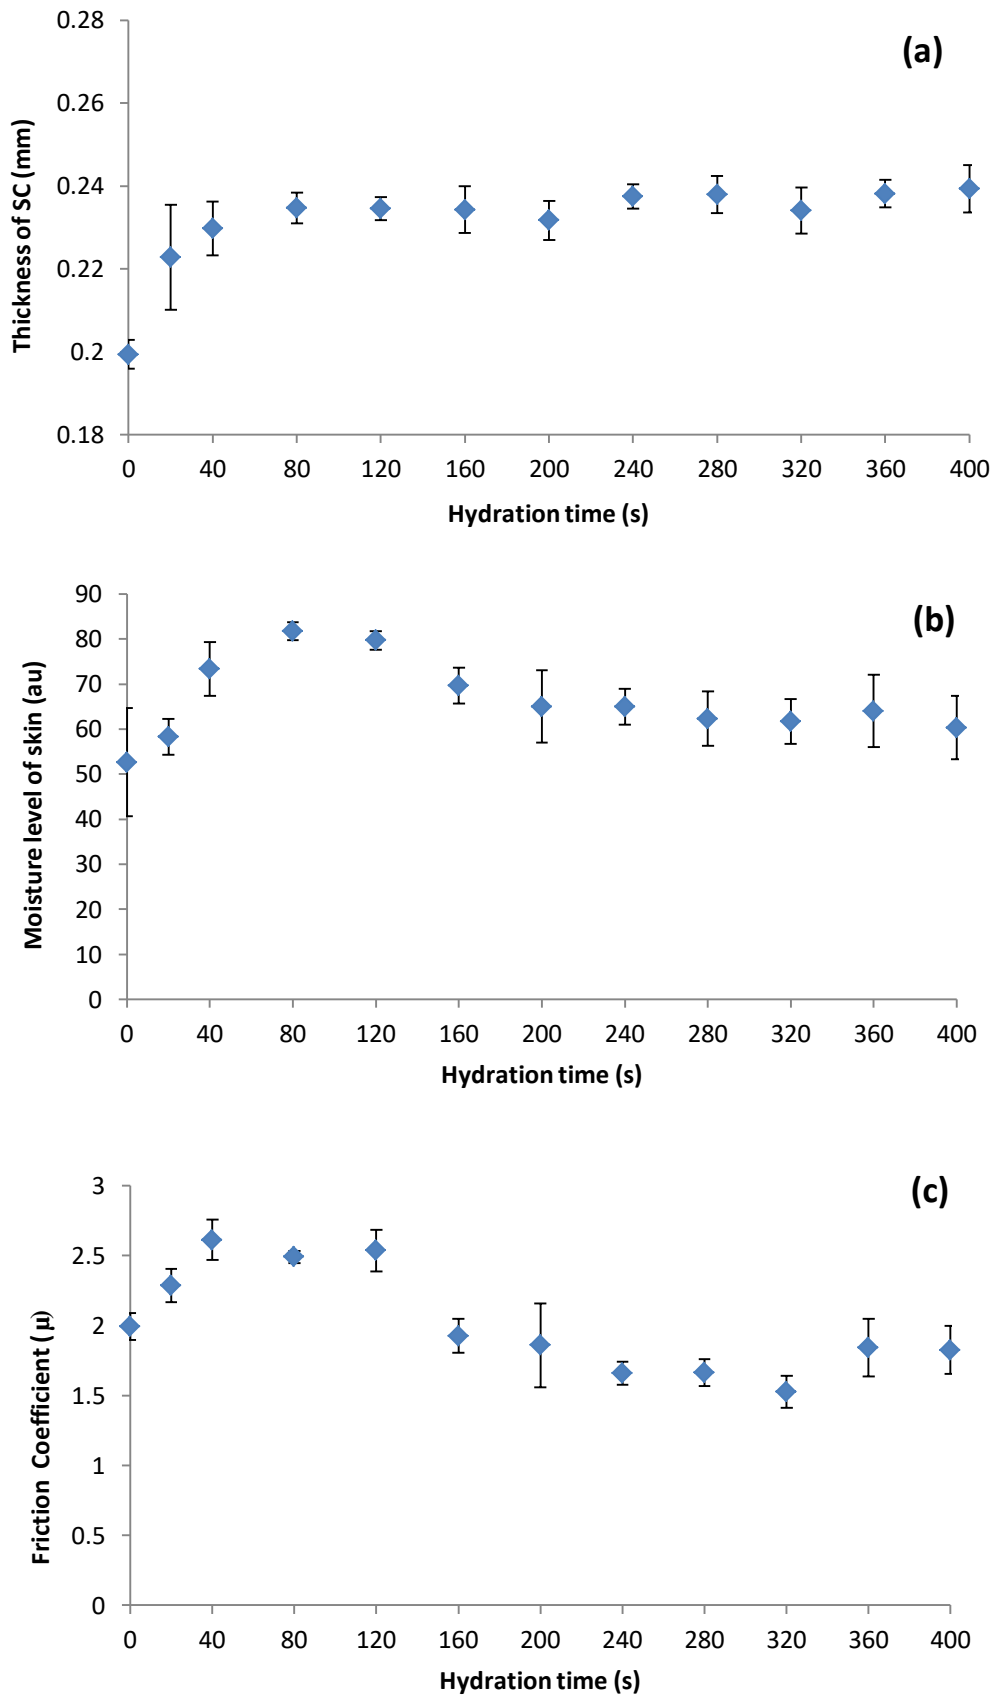 (a)
0.28
0.26
0.24
0.22
0.2
0.18
Thickness of SC (mm)
0 40 80 120 160 200 240 280 320 360 400
Hydration time (s)
(b)
90
80
70
60
50
40
30
20
10
0
Moisture level of skin (au)
0 40 80 120 160 200 240 280 320 360 400
Hydration time (s)
(c)
3
2.5
2
1.5
1
0.5
0
Friction Coefficient (μ)
0 40 80 120 160 200 240 280 320 360 400
Hydration time (s)